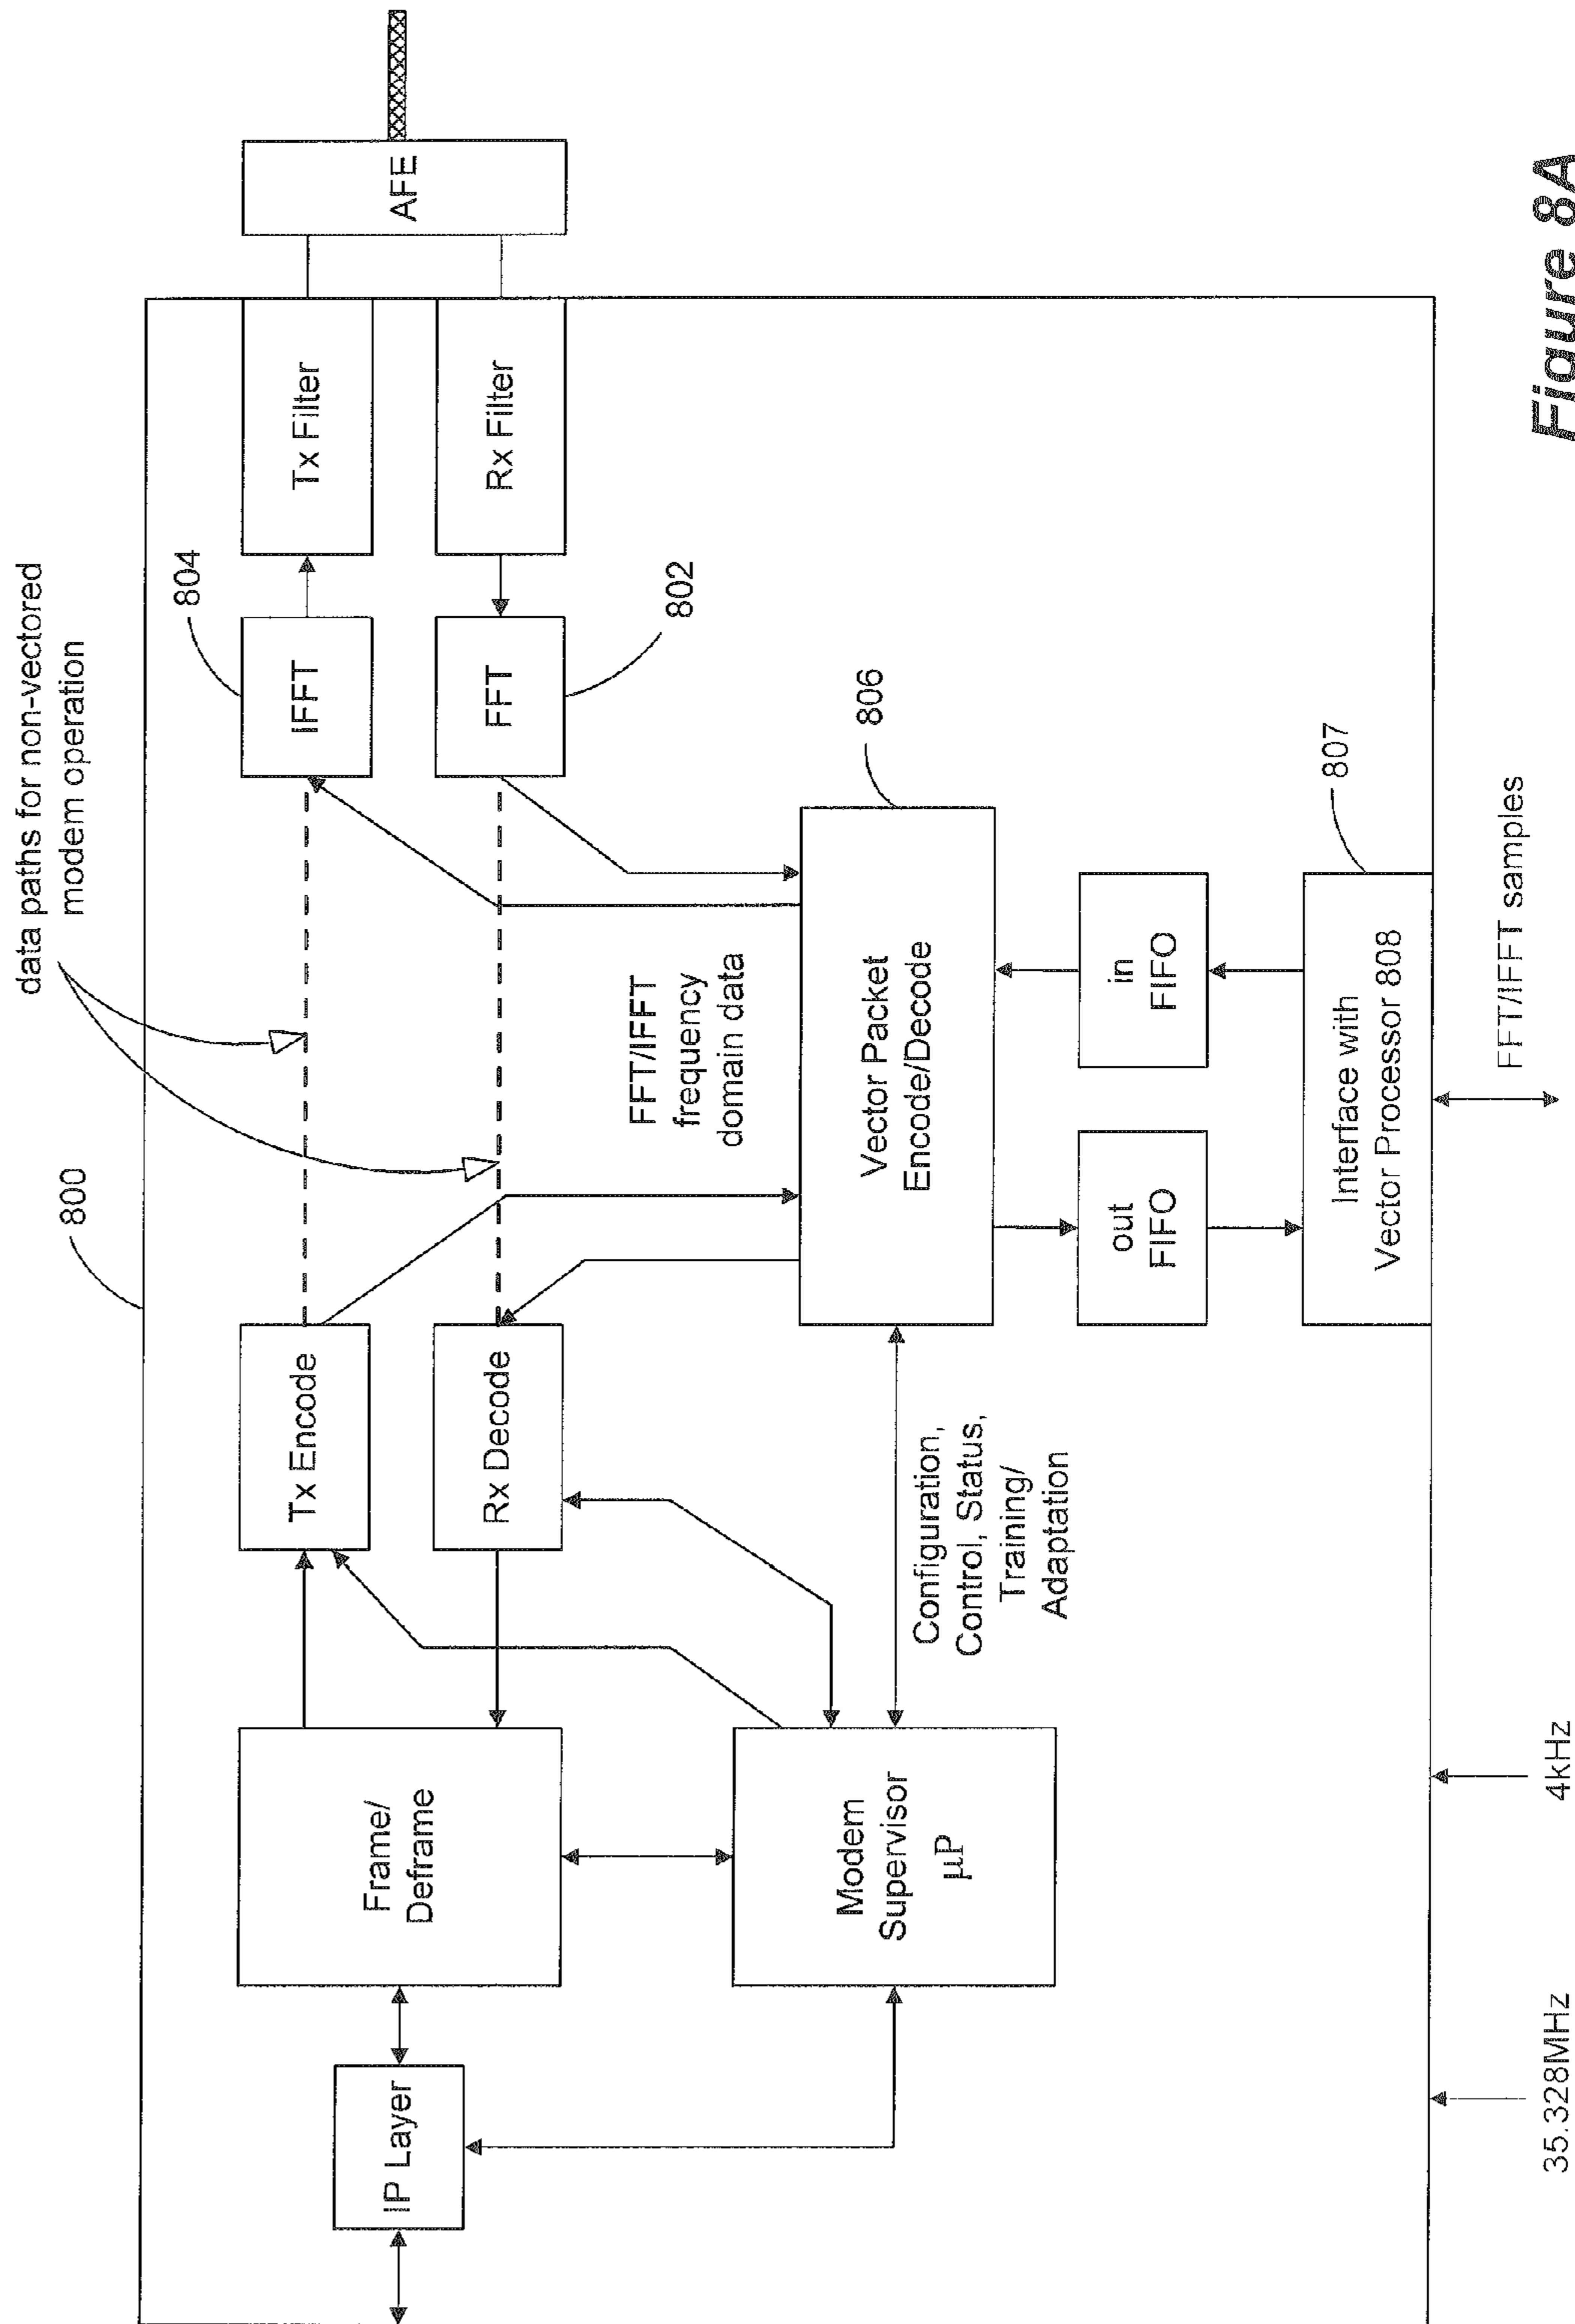 data paths for non-vectored
modem operation
800
804
802
IP Layer
Frame/
Deframe
Tx Encode
Rx Decode
IFFT
FFT
Tx Filter
Rx Filter
AFE
FFT/IFFT
frequency
domain data
806
Modem
Supervisor
µP
Configuration,
Control, Status,
Training/
Adaptation
Vector Packet
Encode/Decode
out
FIFO
in
FIFO
807
Interface with
Vector Processor 808
35.328MHz
4kHz
FFT/IFFT samples
Figure 8A